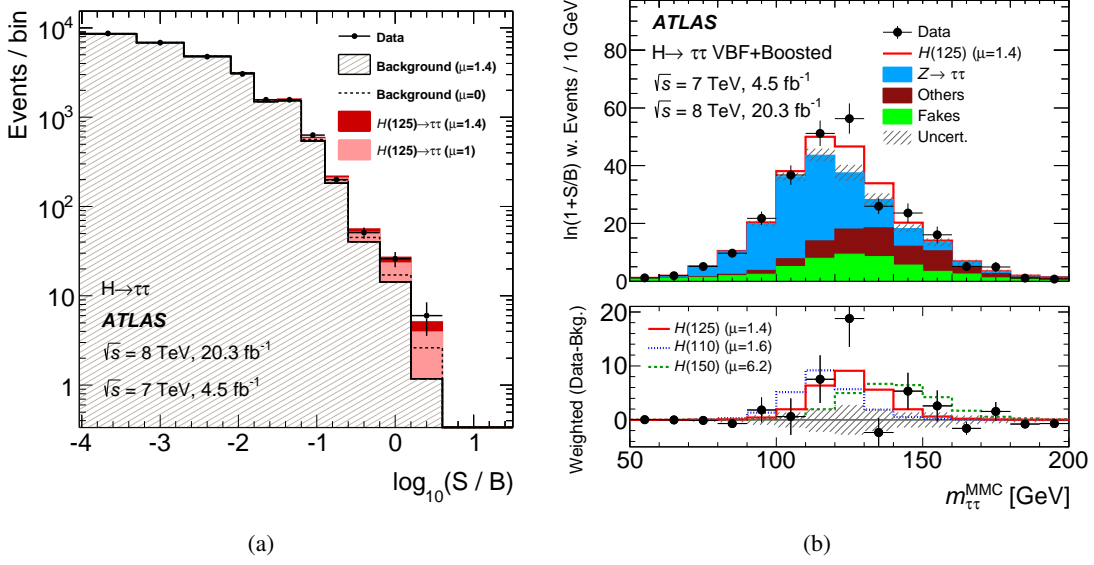 Events / bin
10⁴
10³
10²
10
1
Data
Background (μ=1.4)
Background (μ=0)
H(125)→ττ (μ=1.4)
H(125)→ττ (μ=1)
H→ττ
ATLAS
√s = 8 TeV, 20.3 fb⁻¹
√s = 7 TeV, 4.5 fb⁻¹
-4 -3 -2 -1 0 1
log₁₀(S / B)
(a)
ln(1+S/B) w. Events / 10 GeV
80
60
40
20
0
ATLAS
H→ ττ VBF+Boosted
√s = 7 TeV, 4.5 fb⁻¹
√s = 8 TeV, 20.3 fb⁻¹
Data
H(125) (μ=1.4)
Z→ ττ
Others
Fakes
Uncert.
Weighted (Data-Bkg.)
20
10
0
H(125) (μ=1.4)
H(110) (μ=1.6)
H(150) (μ=6.2)
50 100 150 200
m_ττ^MMC [GeV]
(b)